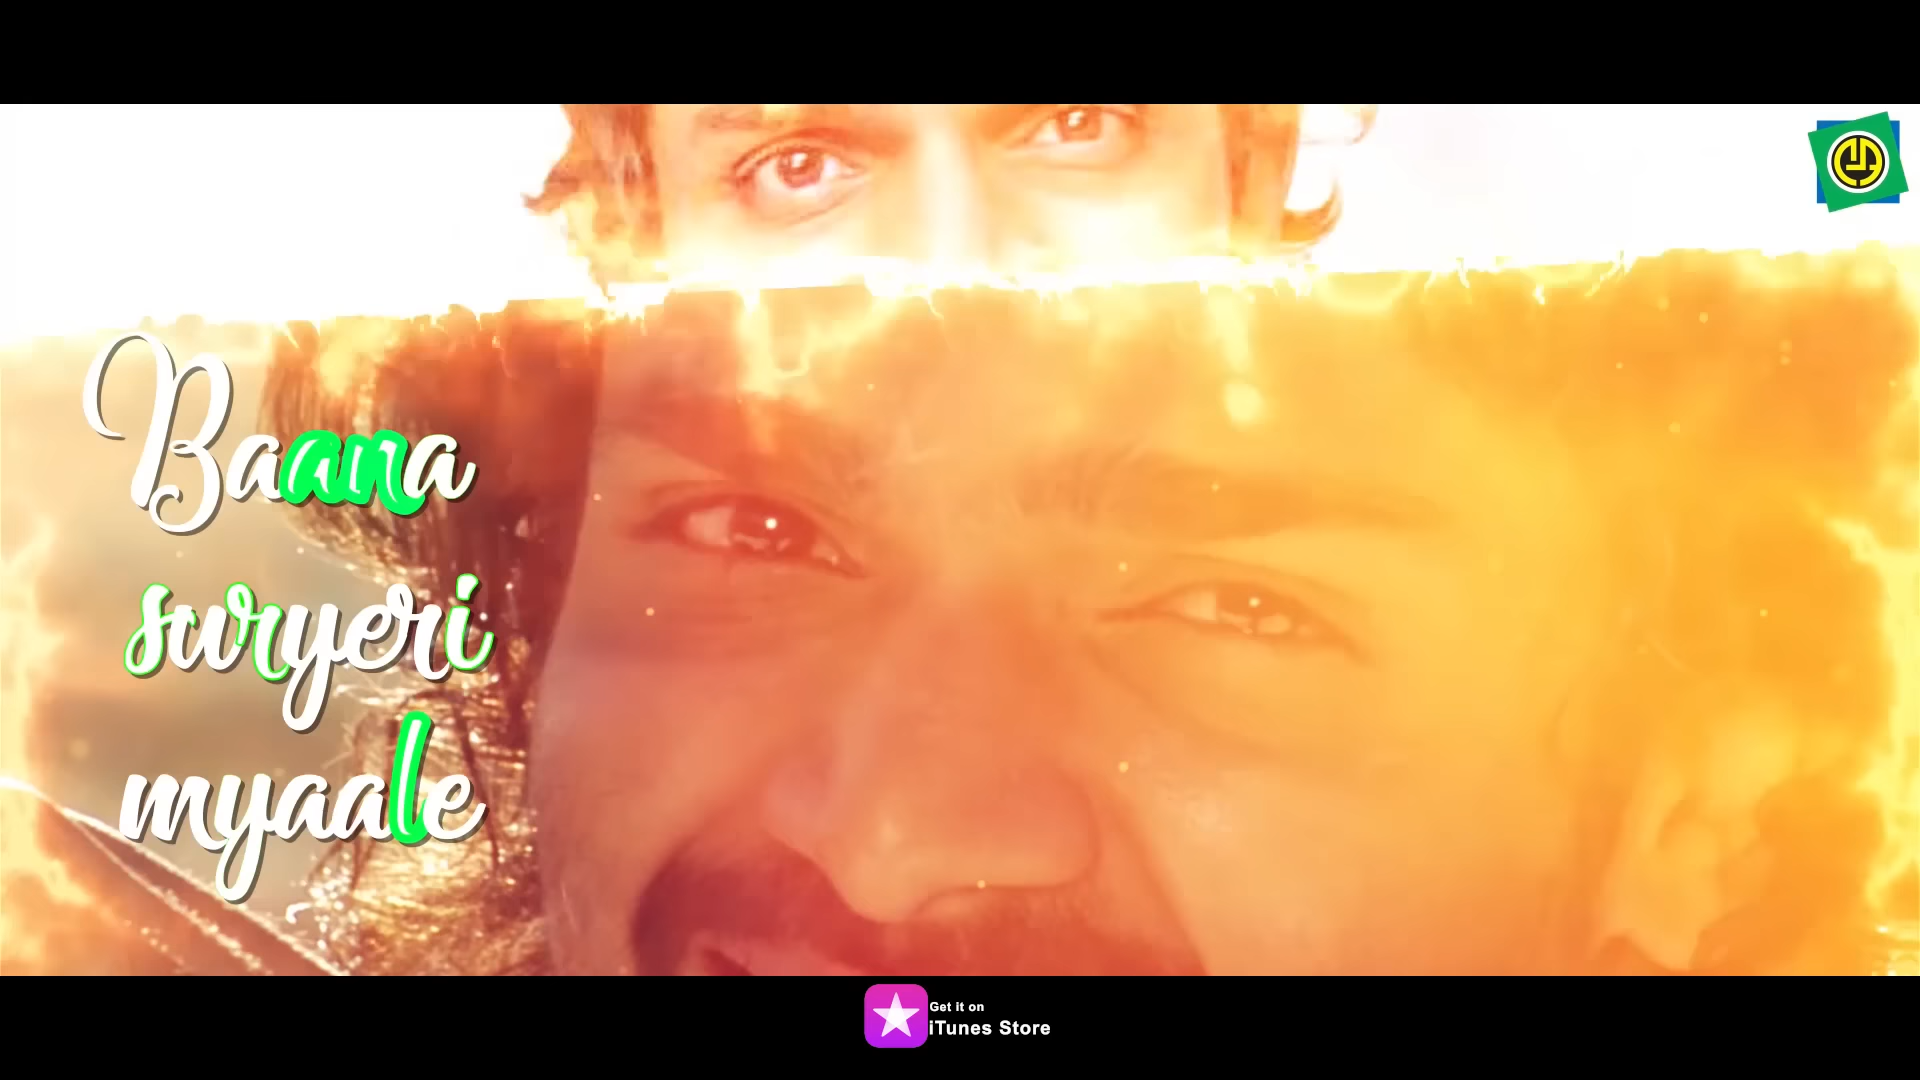 Baana
suryeri
myaale
Get it on
iTunes Store